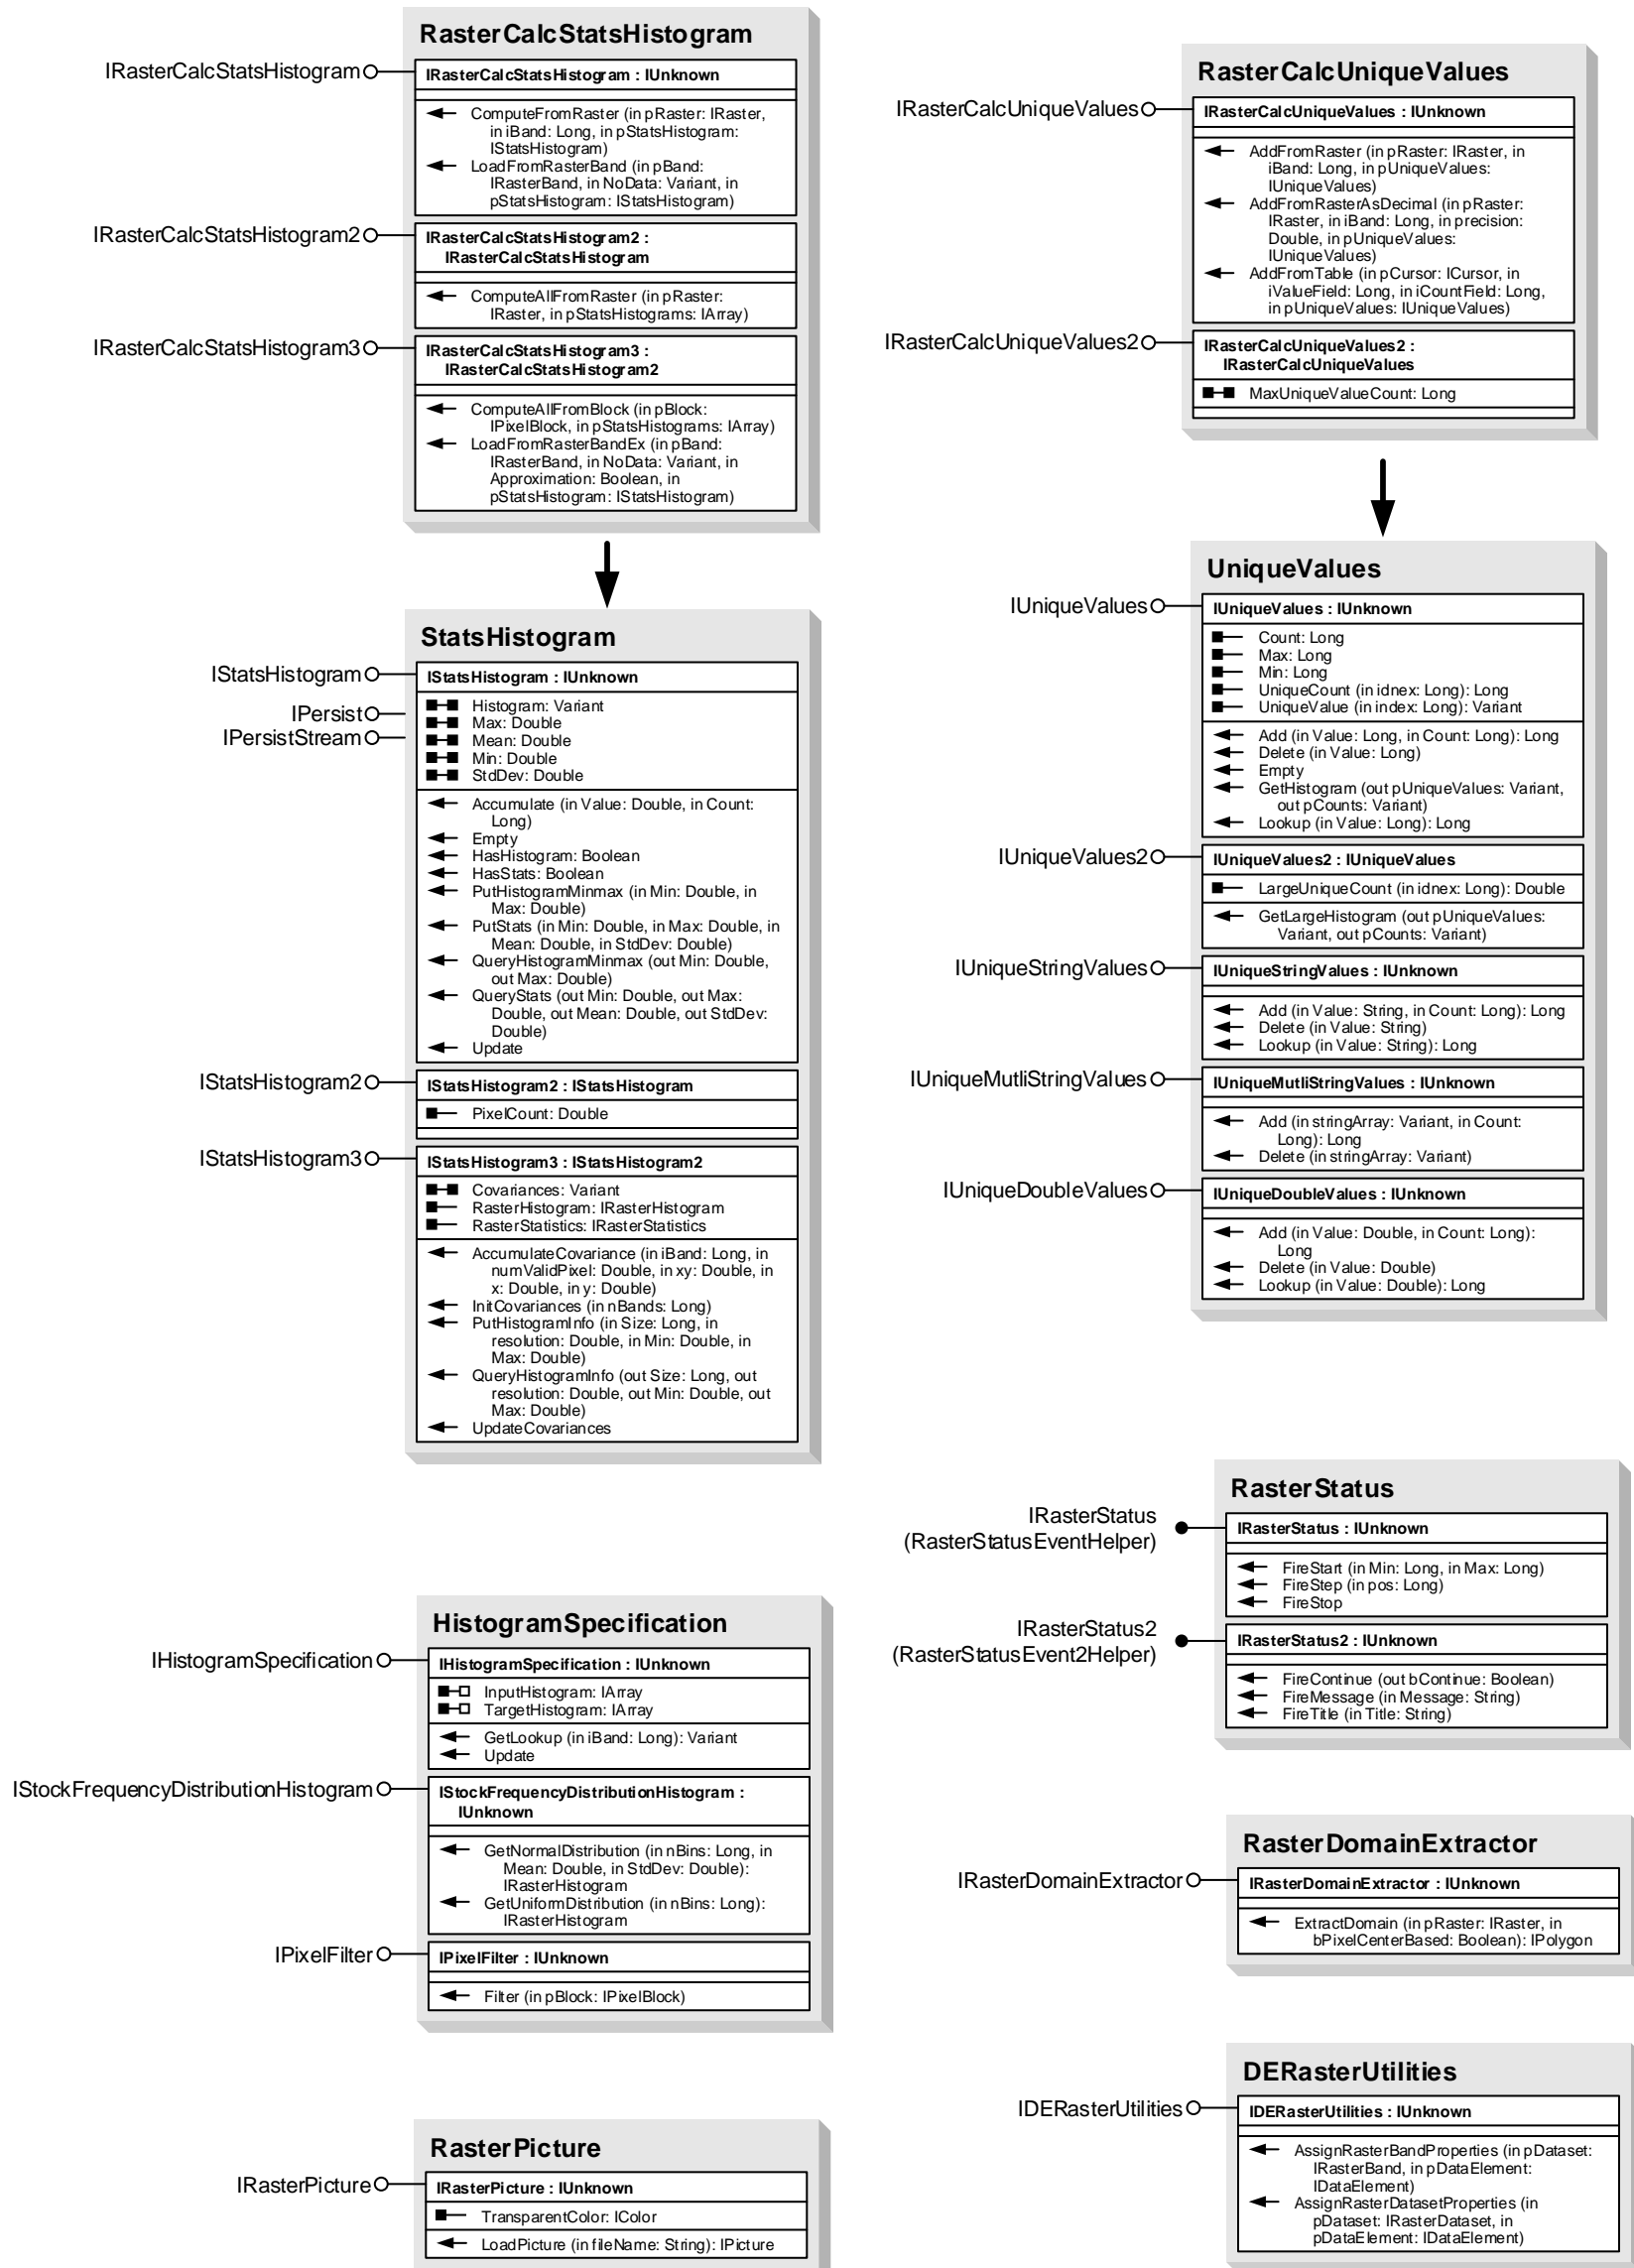 RasterCalcStatsHistogram
IRasterCalcStatsHistogram
IRasterCalcStatsHistogram : IUnknown
ComputeFromRaster (in pRaster: IRaster,
in iBand: Long, in pStatsHistogram:
IStatsHistogram)
LoadFromRasterBand (in pBand:
IRasterBand, in NoData: Variant, in
pStatsHistogram: IStatsHistogram)
IRasterCalcStatsHistogram2
IRasterCalcStatsHistogram2 :
IRasterCalcStatsHistogram
ComputeAllFromRaster (in pRaster:
IRaster, in pStatsHistograms: IArray)
IRasterCalcStatsHistogram3
IRasterCalcStatsHistogram3 :
IRasterCalcStatsHistogram2
ComputeAllFromBlock (in pBlock:
IPixelBlock, in pStatsHistograms: IArray)
LoadFromRasterBandEx (in pBand:
IRasterBand, in NoData: Variant, in
Approximation: Boolean, in
pStatsHistogram: IStatsHistogram)
StatsHistogram
IStatsHistogram
IPersist
IPersistStream
IStatsHistogram : IUnknown
Histogram: Variant
Max: Double
Mean: Double
Min: Double
StdDev: Double
Accumulate (in Value: Double, in Count:
Long)
Empty
HasHistogram: Boolean
HasStats: Boolean
PutHistogramMinmax (in Min: Double, in
Max: Double)
PutStats (in Min: Double, in Max: Double, in
Mean: Double, in StdDev: Double)
QueryHistogramMinmax (out Min: Double,
out Max: Double)
QueryStats (out Min: Double, out Max:
Double, out Mean: Double, out StdDev:
Double)
Update
IStatsHistogram2
IStatsHistogram2 : IStatsHistogram
PixelCount: Double
IStatsHistogram3
IStatsHistogram3 : IStatsHistogram2
Covariances: Variant
RasterHistogram: IRasterHistogram
RasterStatistics: IRasterStatistics
AccumulateCovariance (in iBand: Long, in
numValidPixel: Double, in xy: Double, in
x: Double, in y: Double)
InitCovariances (in nBands: Long)
PutHistogramInfo (in Size: Long, in
resolution: Double, in Min: Double, in
Max: Double)
QueryHistogramInfo (out Size: Long, out
resolution: Double, out Min: Double, out
Max: Double)
UpdateCovariances
HistogramSpecification
IHistogramSpecification
IHistogramSpecification : IUnknown
InputHistogram: IArray
TargetHistogram: IArray
GetLookup (in iBand: Long): Variant
Update
IStockFrequencyDistributionHistogram
IStockFrequencyDistributionHistogram :
IUnknown
GetNormalDistribution (in nBins: Long, in
Mean: Double, in StdDev: Double):
IRasterHistogram
GetUniformDistribution (in nBins: Long):
IRasterHistogram
IPixelFilter
IPixelFilter : IUnknown
Filter (in pBlock: IPixelBlock)
RasterPicture
IRasterPicture
IRasterPicture : IUnknown
TransparentColor: IColor
LoadPicture (in fileName: String): IPicture
RasterCalcUniqueValues
IRasterCalcUniqueValues
IRasterCalcUniqueValues : IUnknown
AddFromRaster (in pRaster: IRaster, in
iBand: Long, in pUniqueValues:
IUniqueValues)
AddFromRasterAsDecimal (in pRaster:
IRaster, in iBand: Long, in precision:
Double, in pUniqueValues:
IUniqueValues)
AddFromTable (in pCursor: ICursor, in
iValueField: Long, in iCountField: Long,
in pUniqueValues: IUniqueValues)
IRasterCalcUniqueValues2
IRasterCalcUniqueValues2 :
IRasterCalcUniqueValues
MaxUniqueValueCount: Long
UniqueValues
IUniqueValues
IUniqueValues : IUnknown
Count: Long
Max: Long
Min: Long
UniqueCount (in idnex: Long): Long
UniqueValue (in index: Long): Variant
Add (in Value: Long, in Count: Long): Long
Delete (in Value: Long)
Empty
GetHistogram (out pUniqueValues: Variant,
out pCounts: Variant)
Lookup (in Value: Long): Long
IUniqueValues2
IUniqueValues2 : IUniqueValues
LargeUniqueCount (in idnex: Long): Double
GetLargeHistogram (out pUniqueValues:
Variant, out pCounts: Variant)
IUniqueStringValues
IUniqueStringValues : IUnknown
Add (in Value: String, in Count: Long): Long
Delete (in Value: String)
Lookup (in Value: String): Long
IUniqueMutliStringValues
IUniqueMutliStringValues : IUnknown
Add (in stringArray: Variant, in Count:
Long): Long
Delete (in stringArray: Variant)
IUniqueDoubleValues
IUniqueDoubleValues : IUnknown
Add (in Value: Double, in Count: Long):
Long
Delete (in Value: Double)
Lookup (in Value: Double): Long
RasterStatus
IRasterStatus
(RasterStatusEventHelper)
IRasterStatus : IUnknown
FireStart (in Min: Long, in Max: Long)
FireStep (in pos: Long)
FireStop
IRasterStatus2
(RasterStatusEvent2Helper)
IRasterStatus2 : IUnknown
FireContinue (out bContinue: Boolean)
FireMessage (in Message: String)
FireTitle (in Title: String)
RasterDomainExtractor
IRasterDomainExtractor
IRasterDomainExtractor : IUnknown
ExtractDomain (in pRaster: IRaster, in
bPixelCenterBased: Boolean): IPolygon
DERasterUtilities
IDERasterUtilities
IDERasterUtilities : IUnknown
AssignRasterBandProperties (in pDataset:
IRasterBand, in pDataElement:
IDataElement)
AssignRasterDatasetProperties (in
pDataset: IRasterDataset, in
pDataElement: IDataElement)